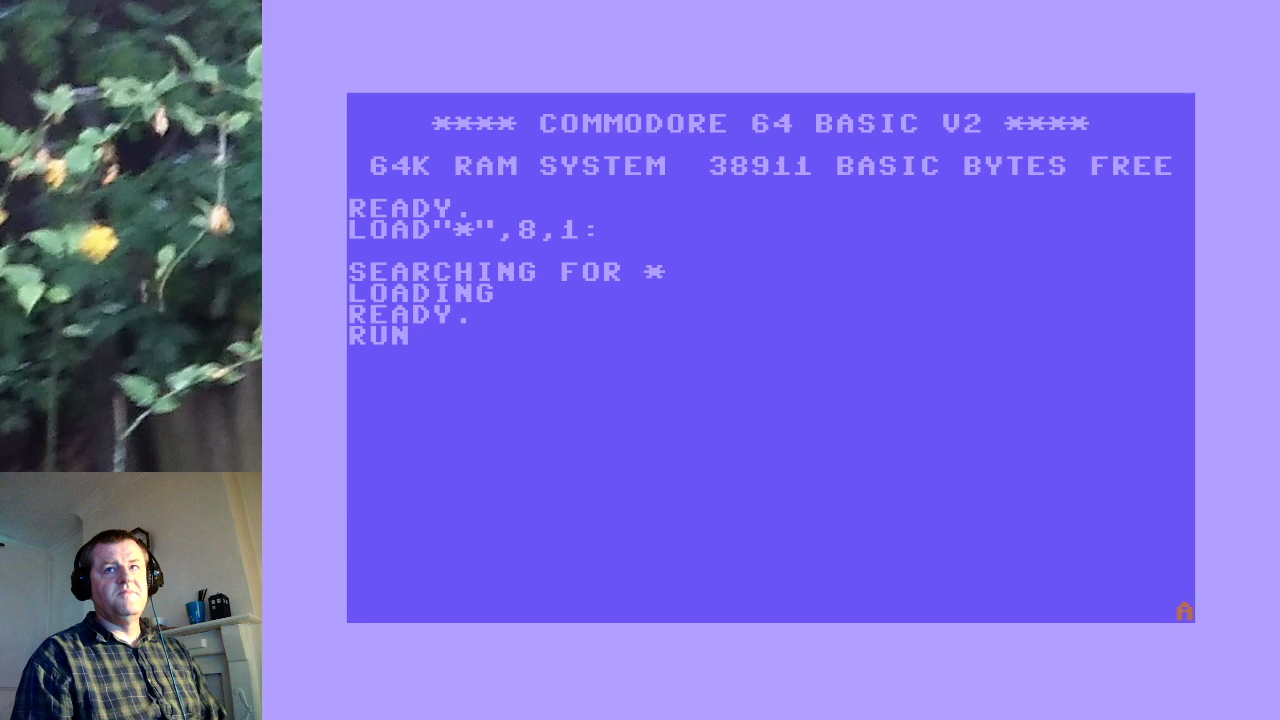 **** COMMODORE 64 BASIC V2 ****
64K RAM SYSTEM  38911 BASIC BYTES FREE
READY.
LOAD"*",8,1:
SEARCHING FOR *
LOADING
READY.
RUN
A